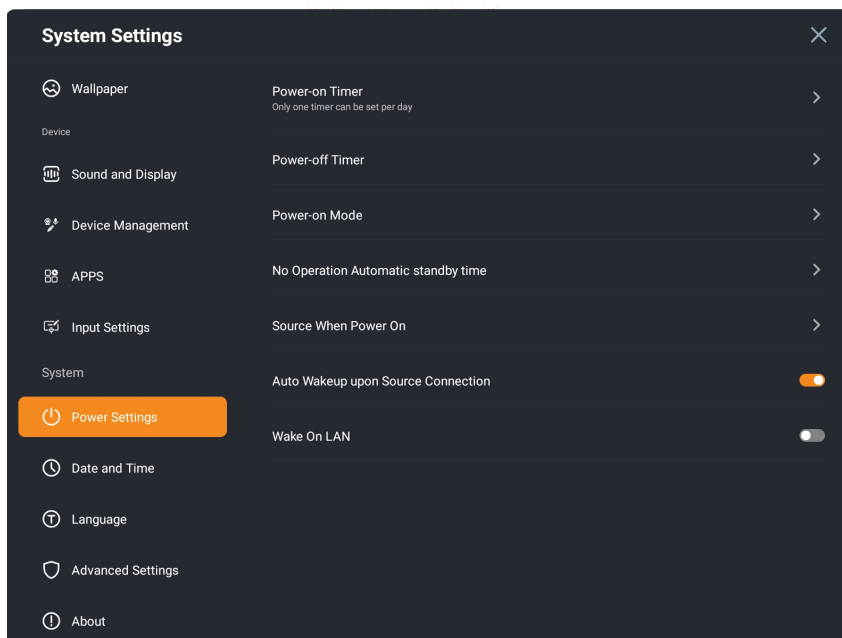 System Settings
Wallpaper
Device
Sound and Display
Device Management
APPS
Input Settings
System
Power Settings
Date and Time
Language
Advanced Settings
About
Power-on Timer
Only one timer can be set per day
Power-off Timer
Power-on Mode
No Operation Automatic standby time
Source When Power On
Auto Wakeup upon Source Connection
Wake On LAN